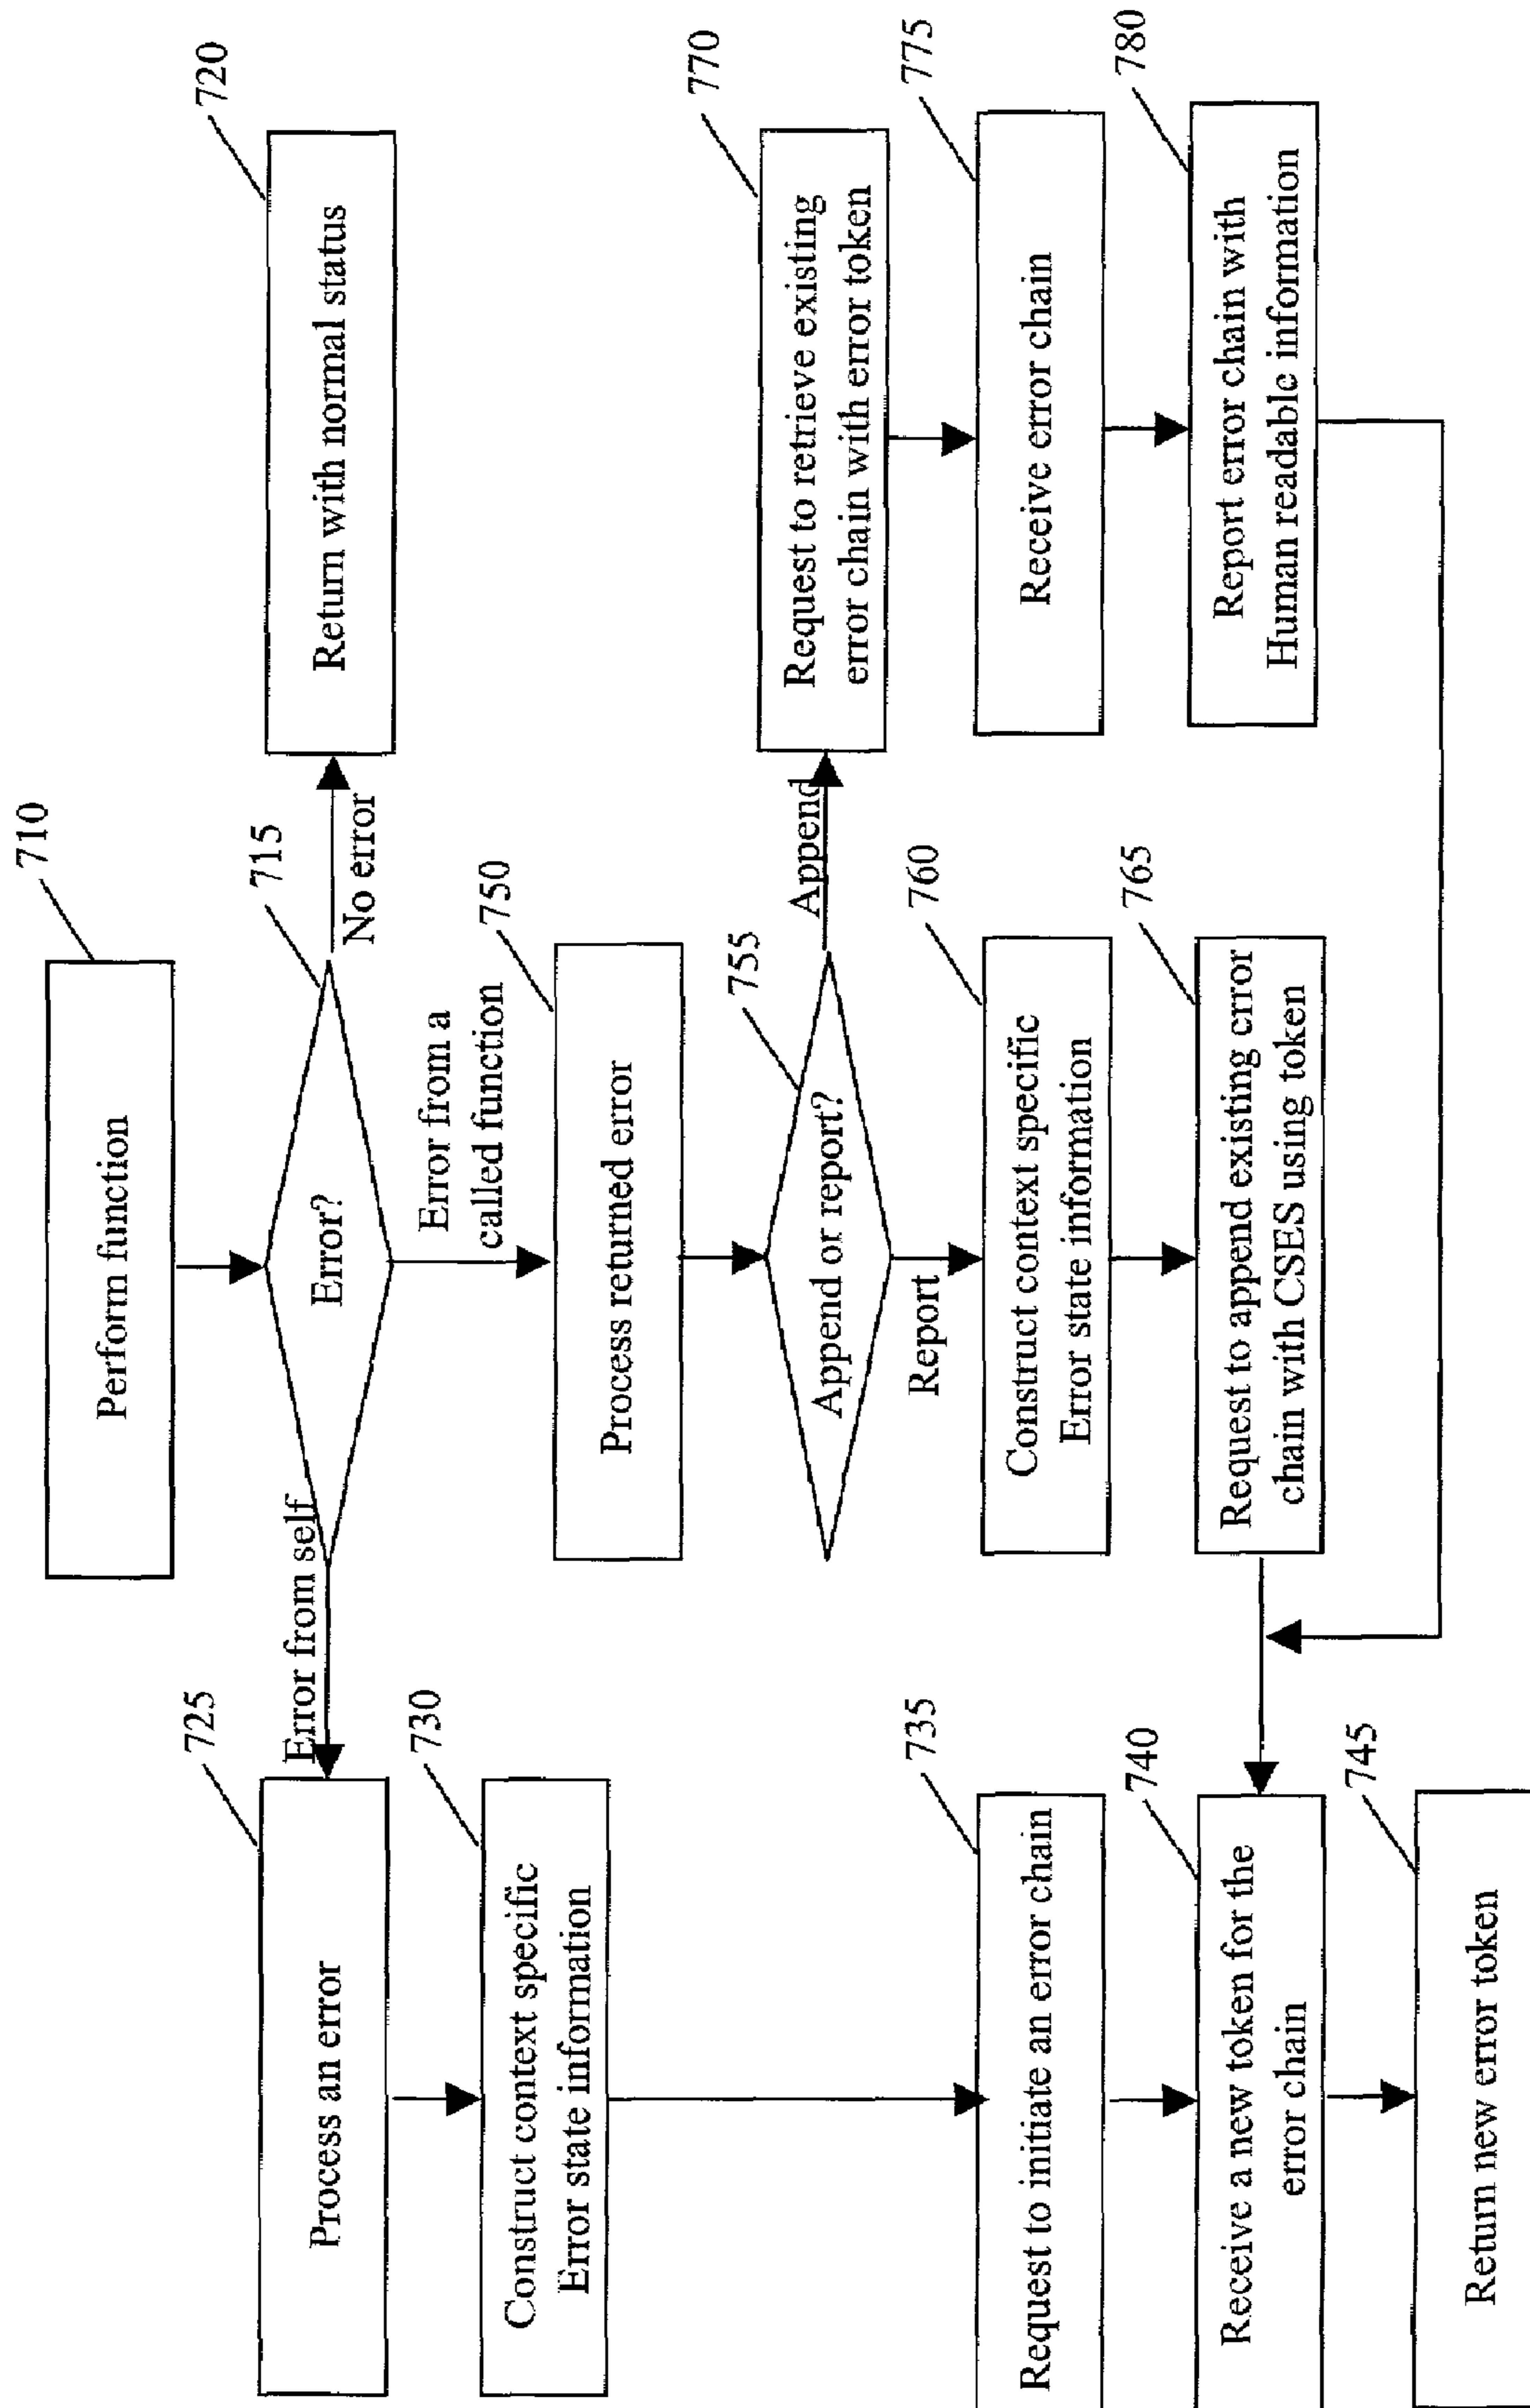 710
Perform function
715
Error?
No error
720
Return with normal status
Error from self
725
Process an error
730
Construct context specific
Error state information
735
Request to initiate an error chain
740
Receive a new token for the
error chain
745
Return new error token
Error from a
called function
750
Process returned error
755
Append or report?
Append
Report
760
Construct context specific
Error state information
765
Request to append existing error
chain with CSES using token
770
Request to retrieve existing
error chain with error token
775
Receive error chain
780
Report error chain with
Human readable information